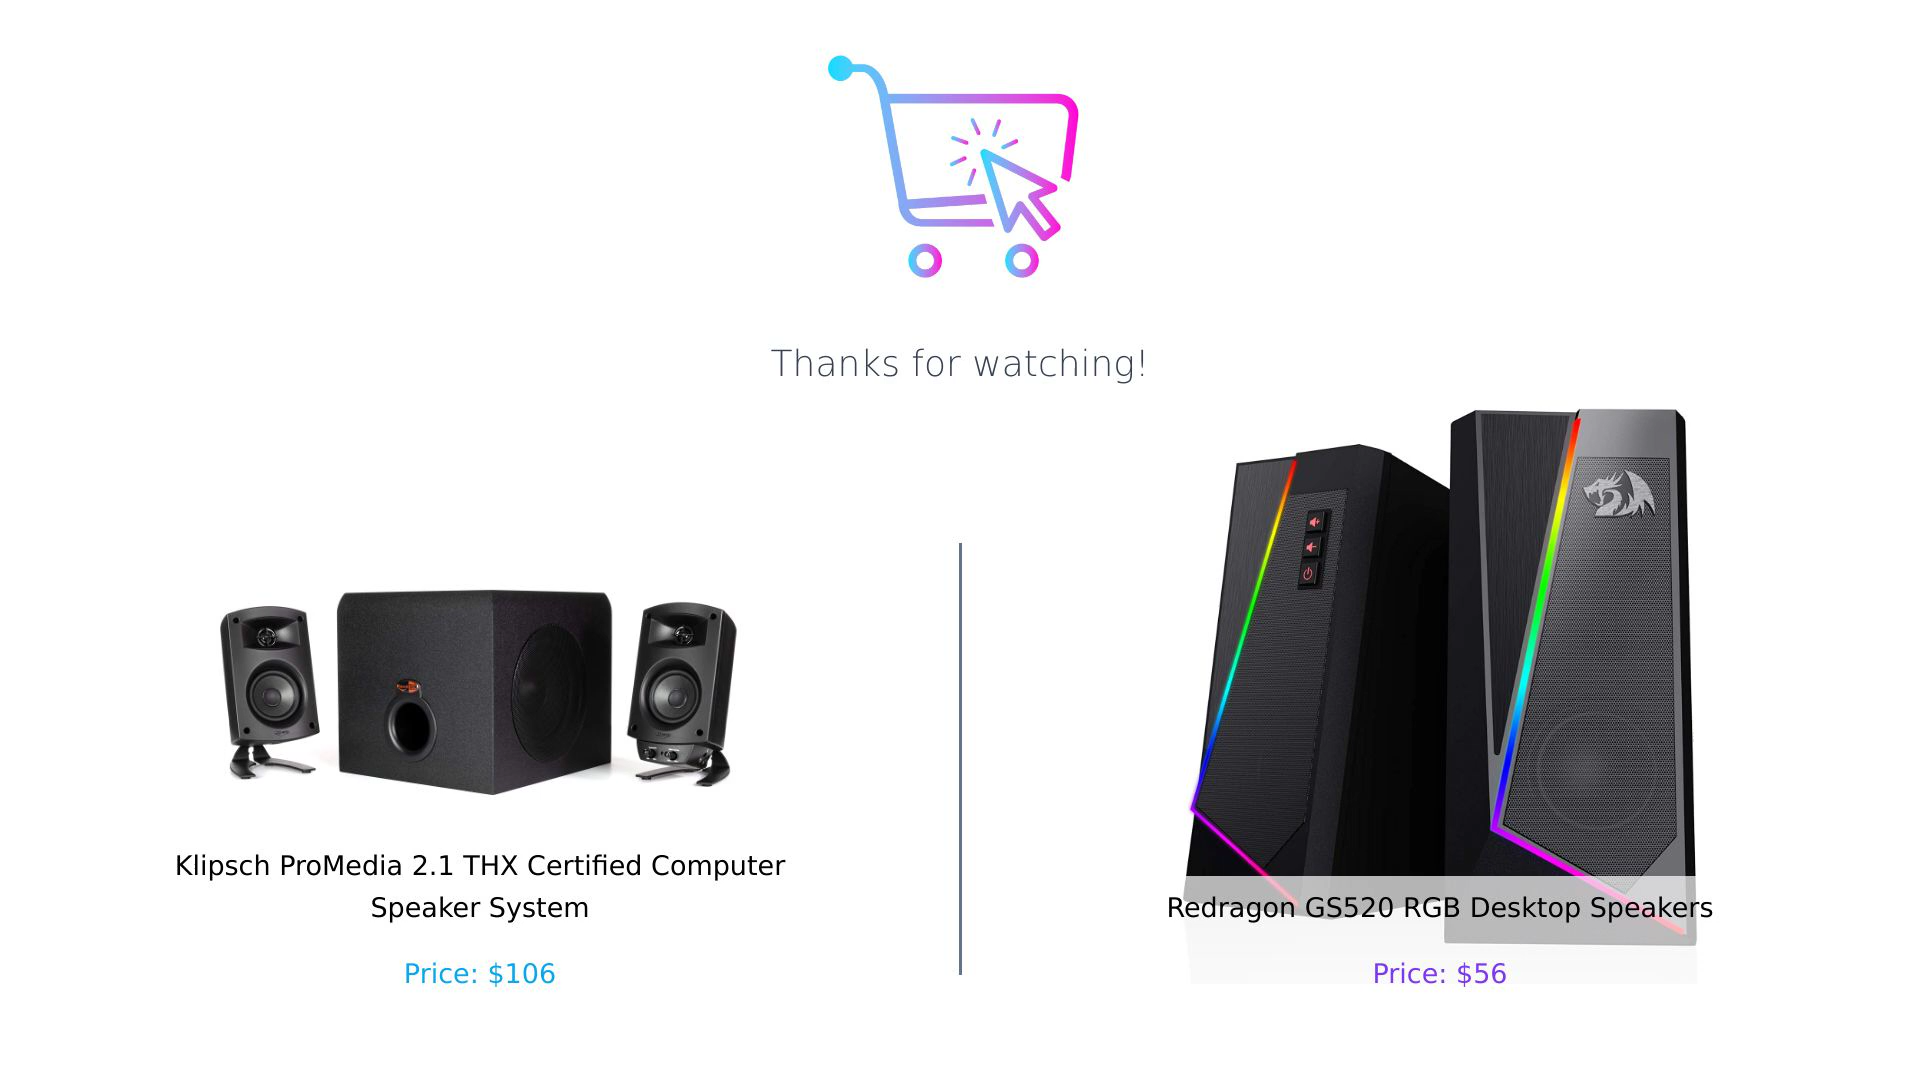 Thanks for watching!
Klipsch ProMedia 2.1 THX Certified Computer
Speaker System
Price: $106
Redragon GS520 RGB Desktop Speakers
Price: $56